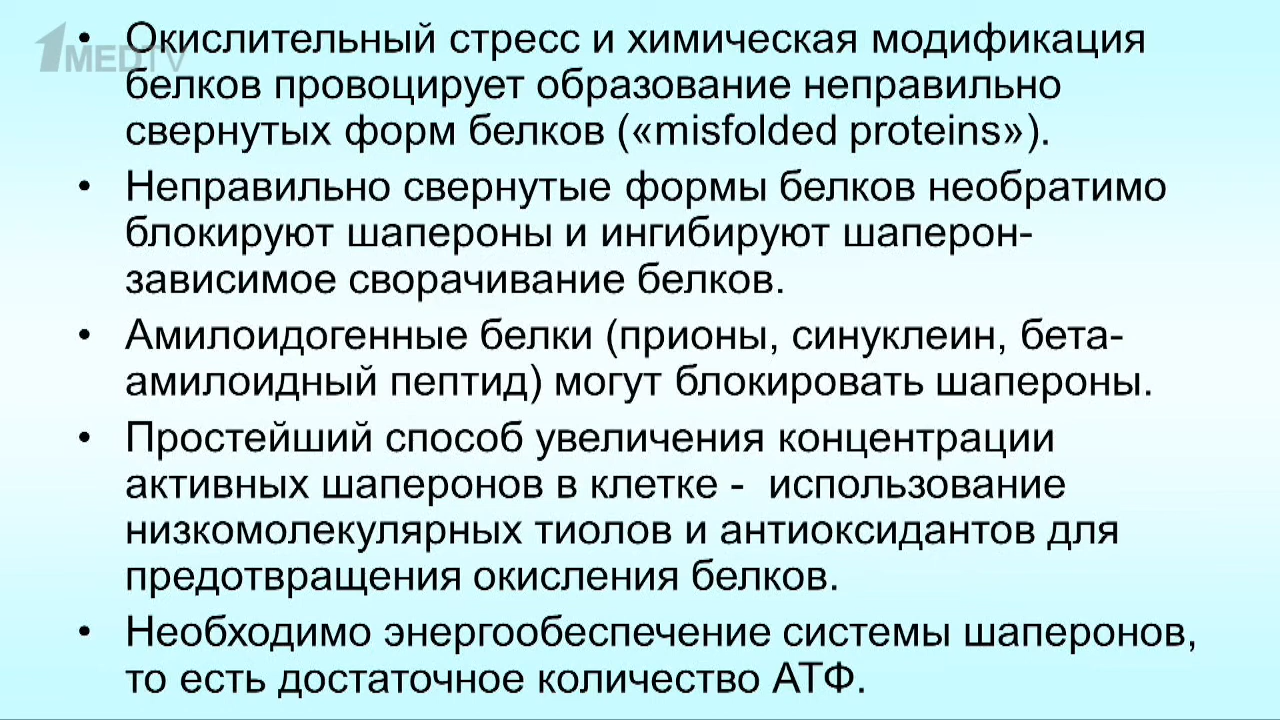 1MEDTV
• Окислительный стресс и химическая модификация
белков провоцирует образование неправильно
свернутых форм белков («misfolded proteins»).
• Неправильно свернутые формы белков необратимо
блокируют шапероны и ингибируют шаперон-
зависимое сворачивание белков.
• Амилоидогенные белки (прионы, синуклеин, бета-
амилоидный пептид) могут блокировать шапероны.
• Простейший способ увеличения концентрации
активных шаперонов в клетке - использование
низкомолекулярных тиолов и антиоксидантов для
предотвращения окисления белков.
• Необходимо энергообеспечение системы шаперонов,
то есть достаточное количество АТФ.